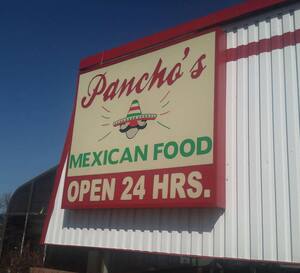 Pancho's
MEXICAN FOOD
OPEN 24 HRS.